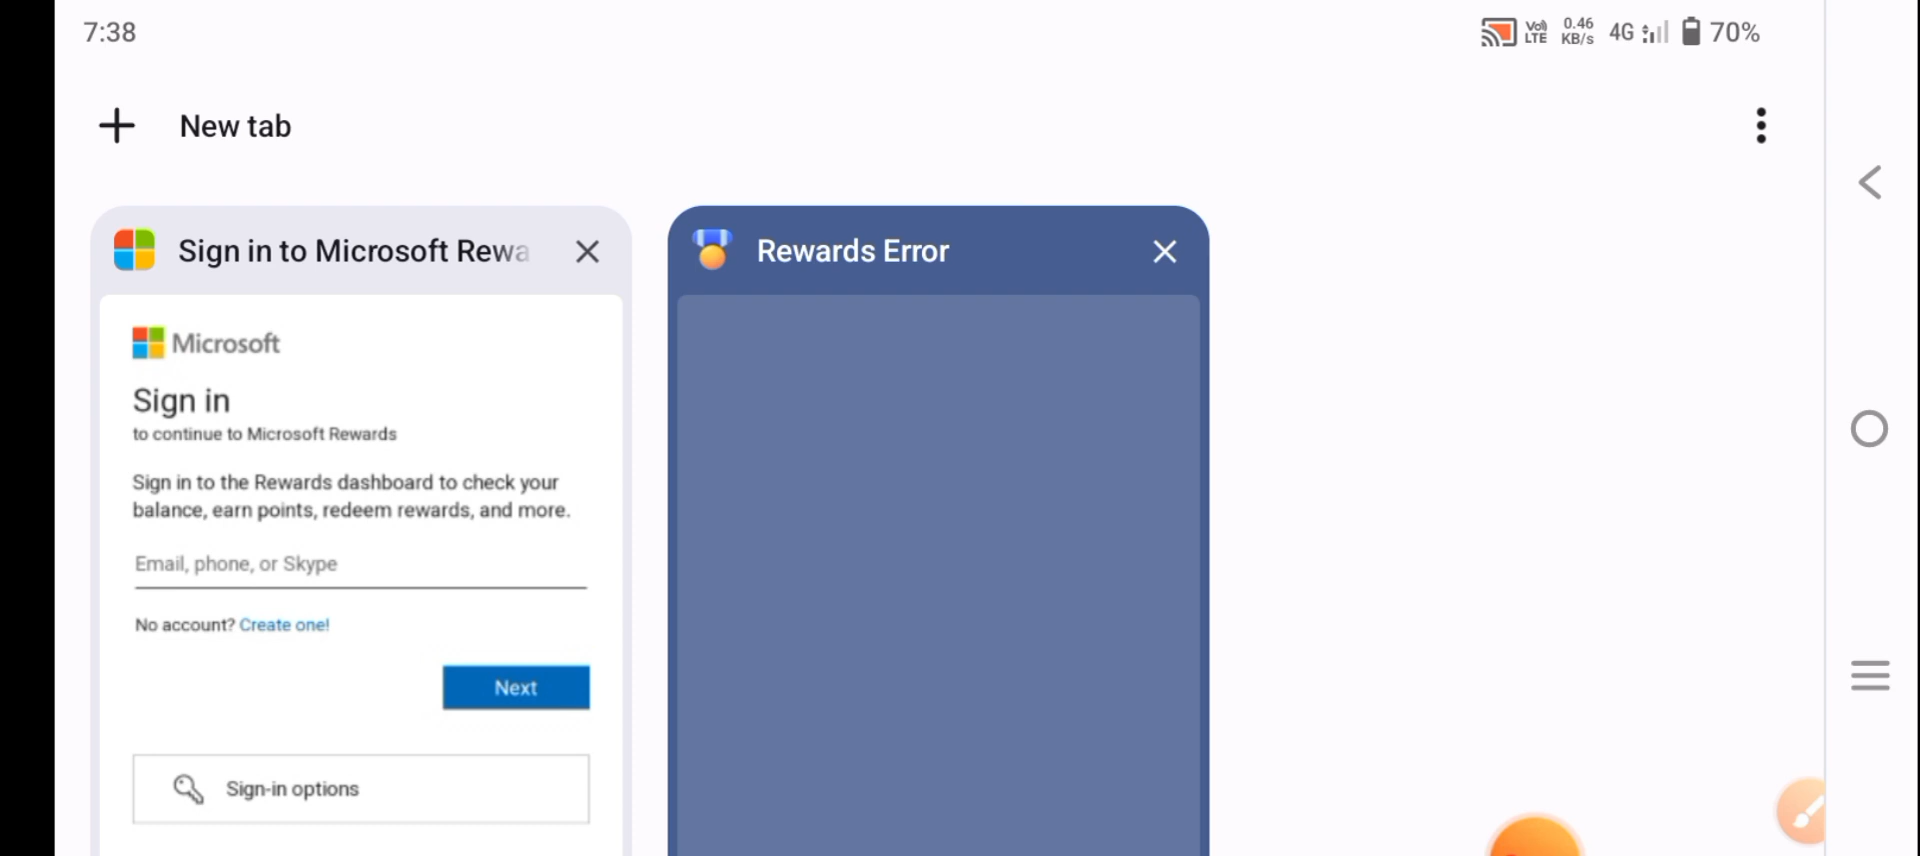 7:38
Vo) LTE
0.46 KB/s
4G
70%
New tab
Sign in to Microsoft Rewa
Rewards Error
Microsoft
Sign in
to continue to Microsoft Rewards
Sign in to the Rewards dashboard to check your
balance, earn points, redeem rewards, and more.
Email, phone, or Skype
No account? Create one!
Next
Sign-in options